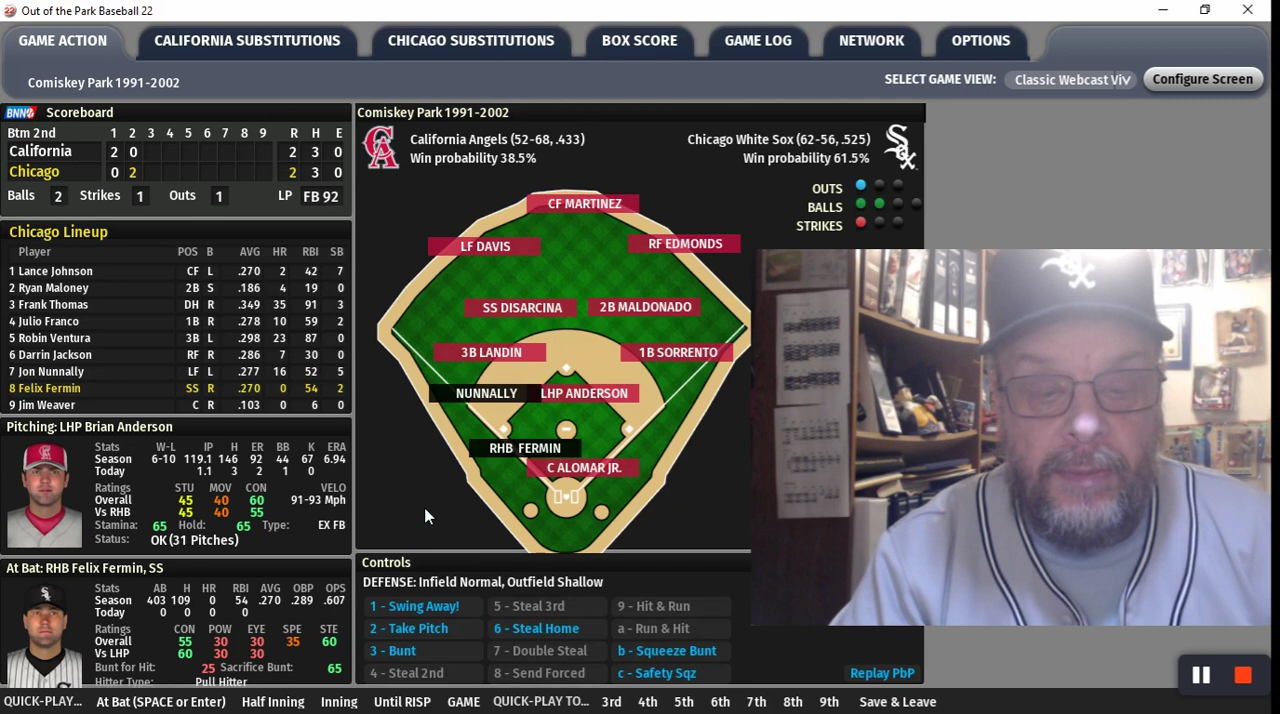 Out of the Park Baseball 22
GAME ACTION CALIFORNIA SUBSTITUTIONS CHICAGO SUBSTITUTIONS BOX SCORE GAME LOG NETWORK OPTIONS
Comiskey Park 1991-2002 SELECT GAME VIEW: Classic Webcast Viv Configure Screen
BNN Scoreboard
Btm 2nd 1 2 3 4 5 6 7 8 9 R H E
California 2 0 2 3 0
Chicago 0 2 2 3 0
Balls 2 Strikes 1 Outs 1 LP FB 92
Chicago Lineup
Player POS B AVG HR RBI SB
1 Lance Johnson CF L .270 2 42 7
2 Ryan Maloney 2B S .186 4 19 0
3 Frank Thomas DH R .349 35 91 3
4 Julio Franco 1B R .278 10 59 2
5 Robin Ventura 3B L .298 23 87 0
6 Darrin Jackson RF R .286 7 30 0
7 Jon Nunnally LF L .277 16 52 5
8 Felix Fermin SS R .270 0 54 2
9 Jim Weaver C R .103 0 6 0
Pitching: LHP Brian Anderson
Stats W-L IP H ER BB K ERA
Season 6-10 119.1 146 92 44 67 6.94
Today 1.1 3 2 1 0
Ratings STU MOV CON VELO
Overall 45 40 60 91-93 Mph
Vs RHB 45 40 55
Stamina: 65 Hold: 65 Type: EX FB
Status: OK (31 Pitches)
At Bat: RHB Felix Fermin, SS
Stats AB H HR RBI AVG OBP OPS
Season 403 109 0 54 .270 .289 .607
Today 0 0 0 0
Ratings CON POW EYE SPE STE
Overall 55 30 30 35 60
Vs LHP 60 30 30
Bunt for Hit: 25 Sacrifice Bunt: 65
Hitter Type: Pull Hitter
Comiskey Park 1991-2002
California Angels (52-68, .433)
Win probability 38.5%
Chicago White Sox (62-56, .525)
Win probability 61.5%
OUTS
BALLS
STRIKES
CF MARTINEZ
LF DAVIS
RF EDMONDS
SS DISARCINA
2B MALDONADO
3B LANDIN
1B SORRENTO
NUNNALLY
LHP ANDERSON
RHB FERMIN
C ALOMAR JR.
Controls
DEFENSE: Infield Normal, Outfield Shallow
1 - Swing Away! 5 - Steal 3rd 9 - Hit & Run
2 - Take Pitch 6 - Steal Home a - Run & Hit
3 - Bunt 7 - Double Steal b - Squeeze Bunt
4 - Steal 2nd 8 - Send Forced c - Safety Sqz
Replay PbP
QUICK-PLAY... At Bat (SPACE or Enter) Half Inning Inning Until RISP GAME QUICK-PLAY TO... 3rd 4th 5th 6th 7th 8th 9th Save & Leave